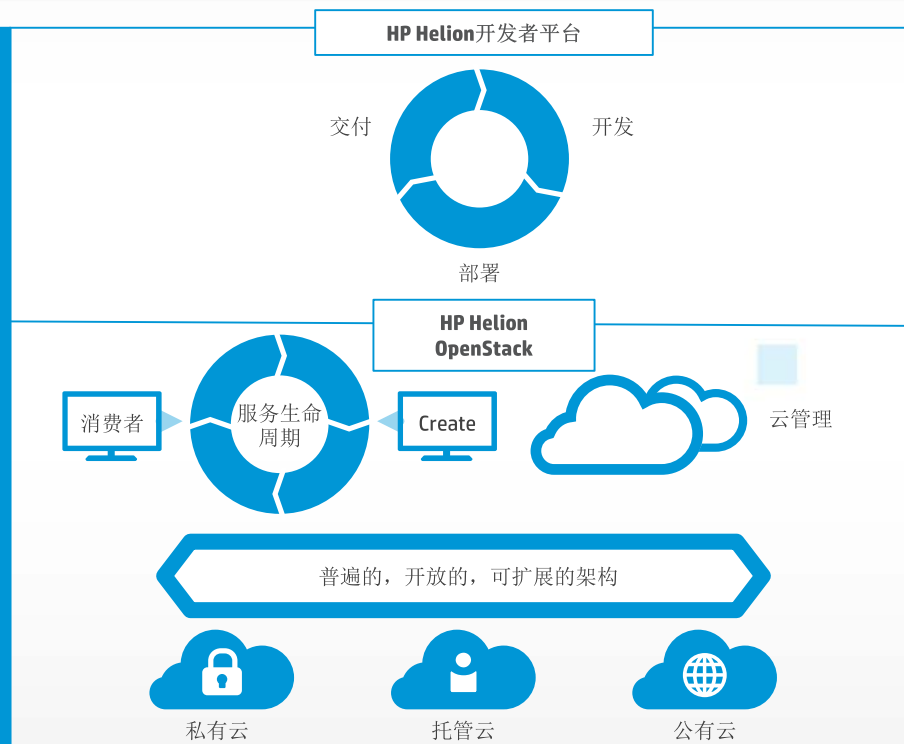 HP Helion开发者平台
交付
开发
部署
HP Helion
OpenStack
消费者
服务生命
周期
Create
云管理
普遍的，开放的，可扩展的架构
私有云
托管云
公有云